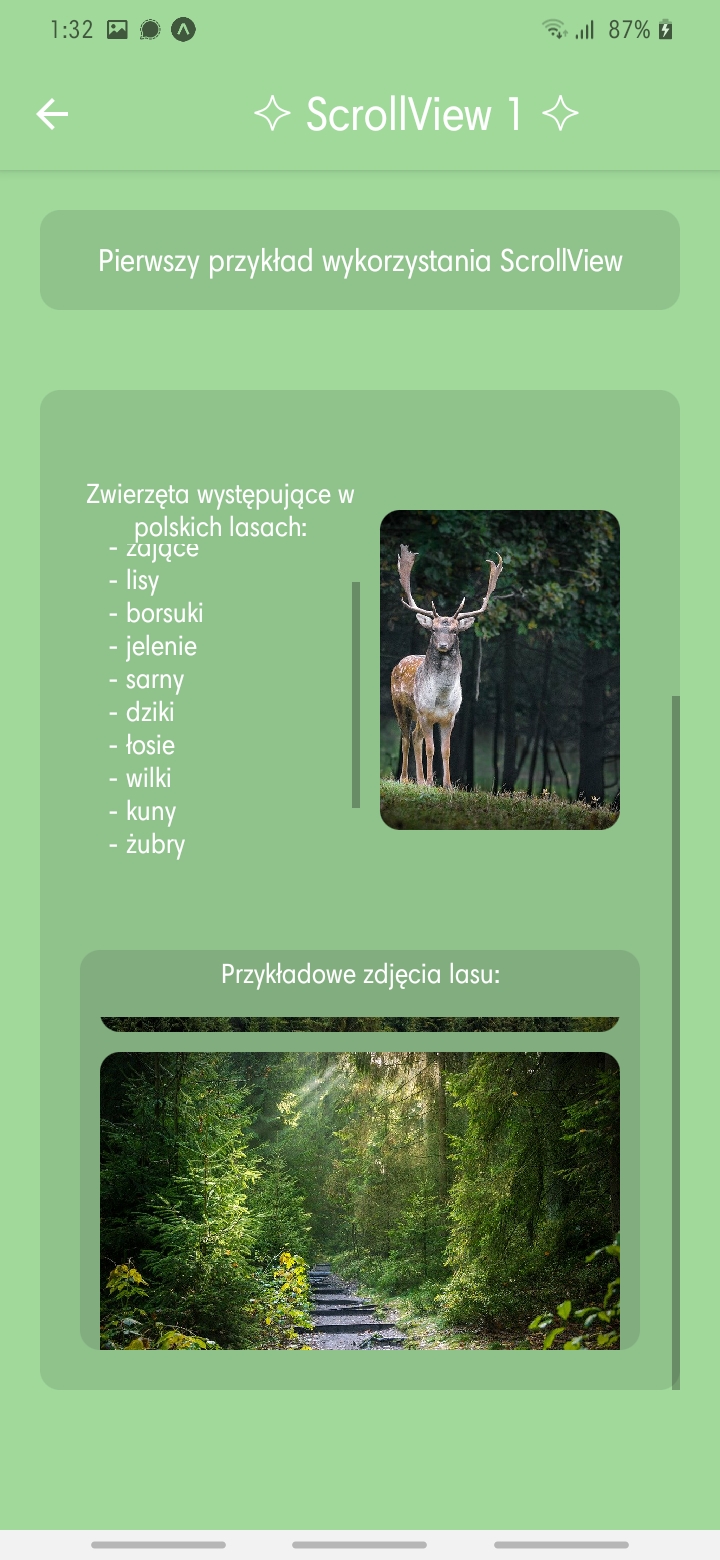 1:32
87%
✧ ScrollView 1 ✧
Pierwszy przykład wykorzystania ScrollView
Zwierzęta występujące w
polskich lasach:
- zające
- lisy
- borsuki
- jelenie
- sarny
- dziki
- łosie
- wilki
- kuny
- żubry
Przykładowe zdjęcia lasu: